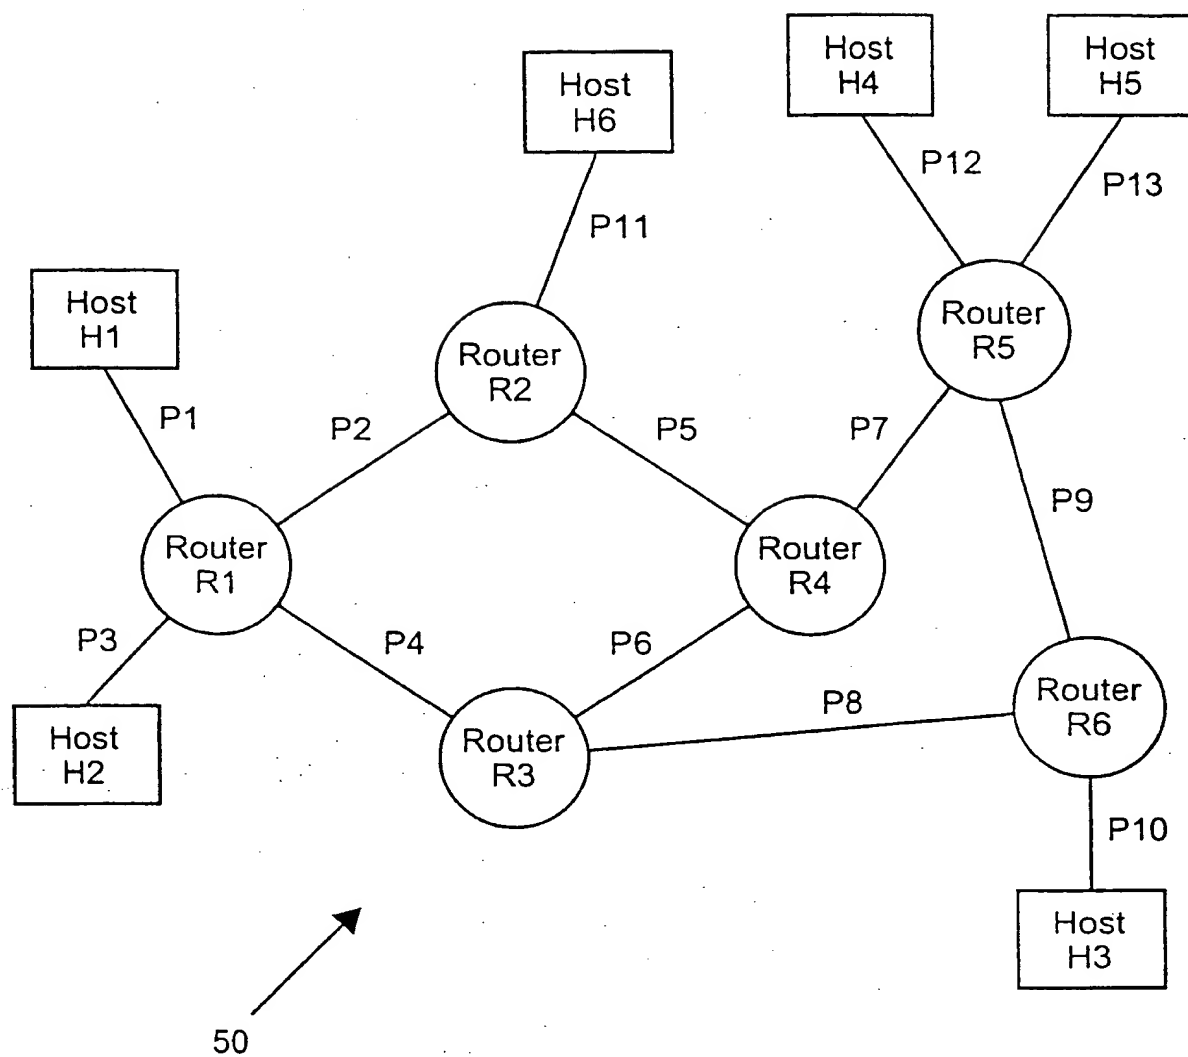 Host
H4
Host
H5
Host
H6
P12
P13
P11
Host
H1
Router
R5
Router
R2
P1
P2
P5
P7
P9
Router
R1
Router
R4
P3
P4
P6
P8
Router
R6
Host
H2
Router
R3
P10
Host
H3
50